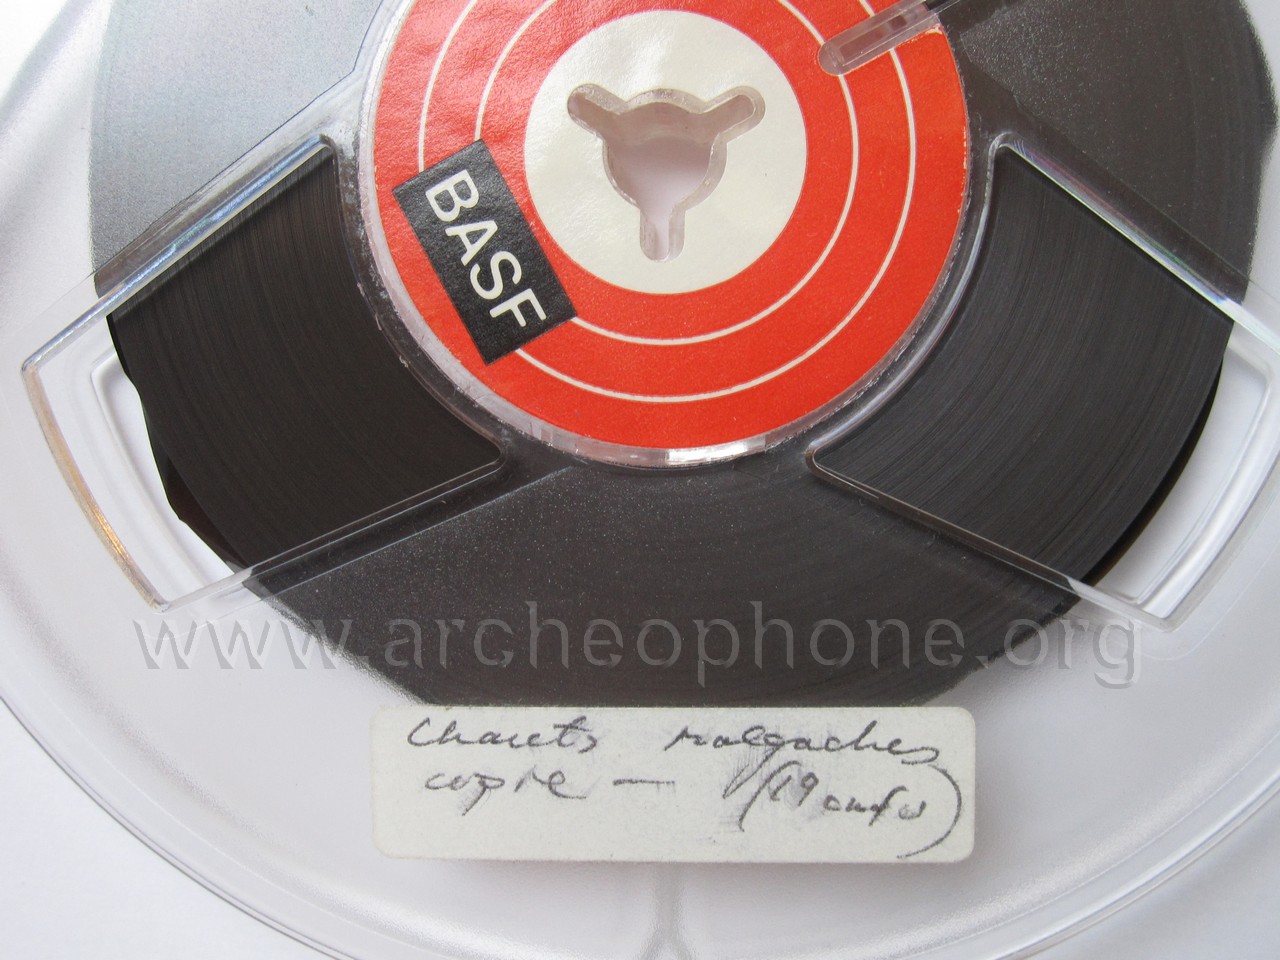 BASF
www.archeophone.org
Chants malgaches
copie — (19 cm/s)